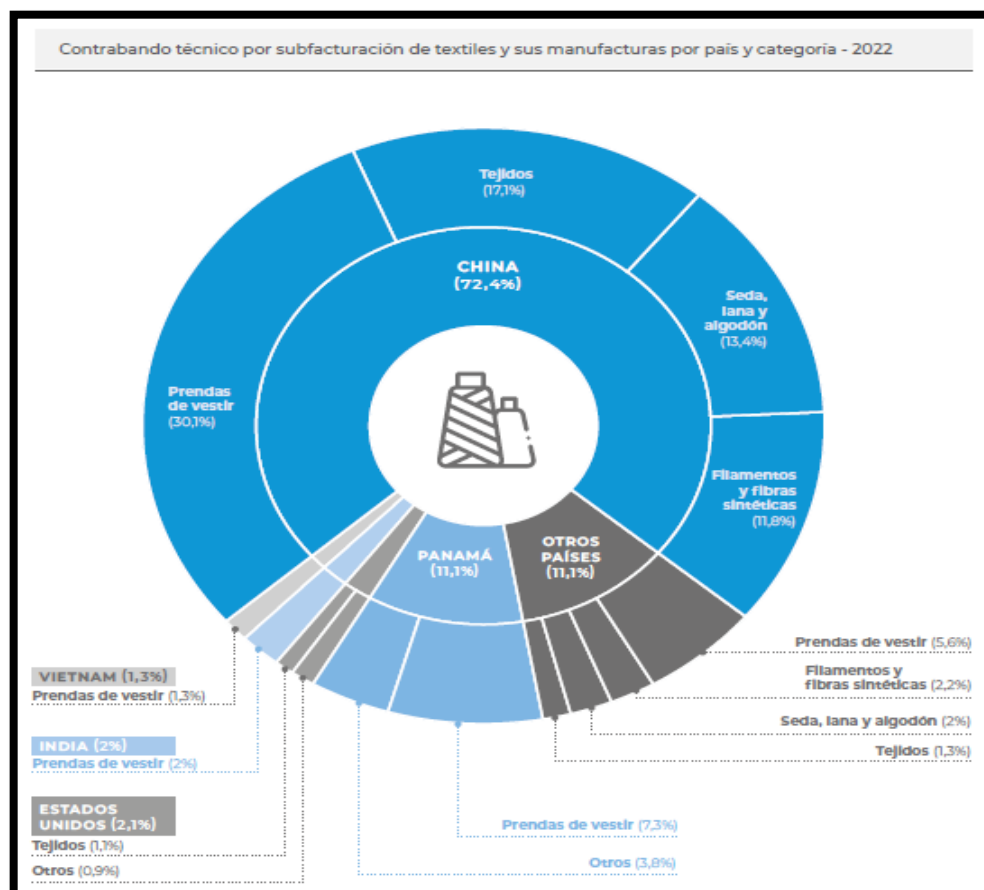 Contrabando técnico por subfacturación de textiles y sus manufacturas por país y categoría - 2022
Tejidos
(17,1%)
CHINA
(72,4%)
Seda,
lana y
algodón
(13,4%)
Prendas
de vestir
(30,1%)
Filamentos
y fibras
sintéticas
(11,8%)
PANAMÁ
(11,1%)
OTROS
PAÍSES
(11,1%)
Prendas de vestir (5,6%)
Filamentos y
fibras sintéticas (2,2%)
Seda, lana y algodón (2%)
Tejidos (1,3%)
VIETNAM (1,3%)
Prendas de vestir (1,3%)
INDIA (2%)
Prendas de vestir (2%)
ESTADOS
UNIDOS (2,1%)
Tejidos (1,1%)
Otros (0,9%)
Prendas de vestir (7,3%)
Otros (3,8%)